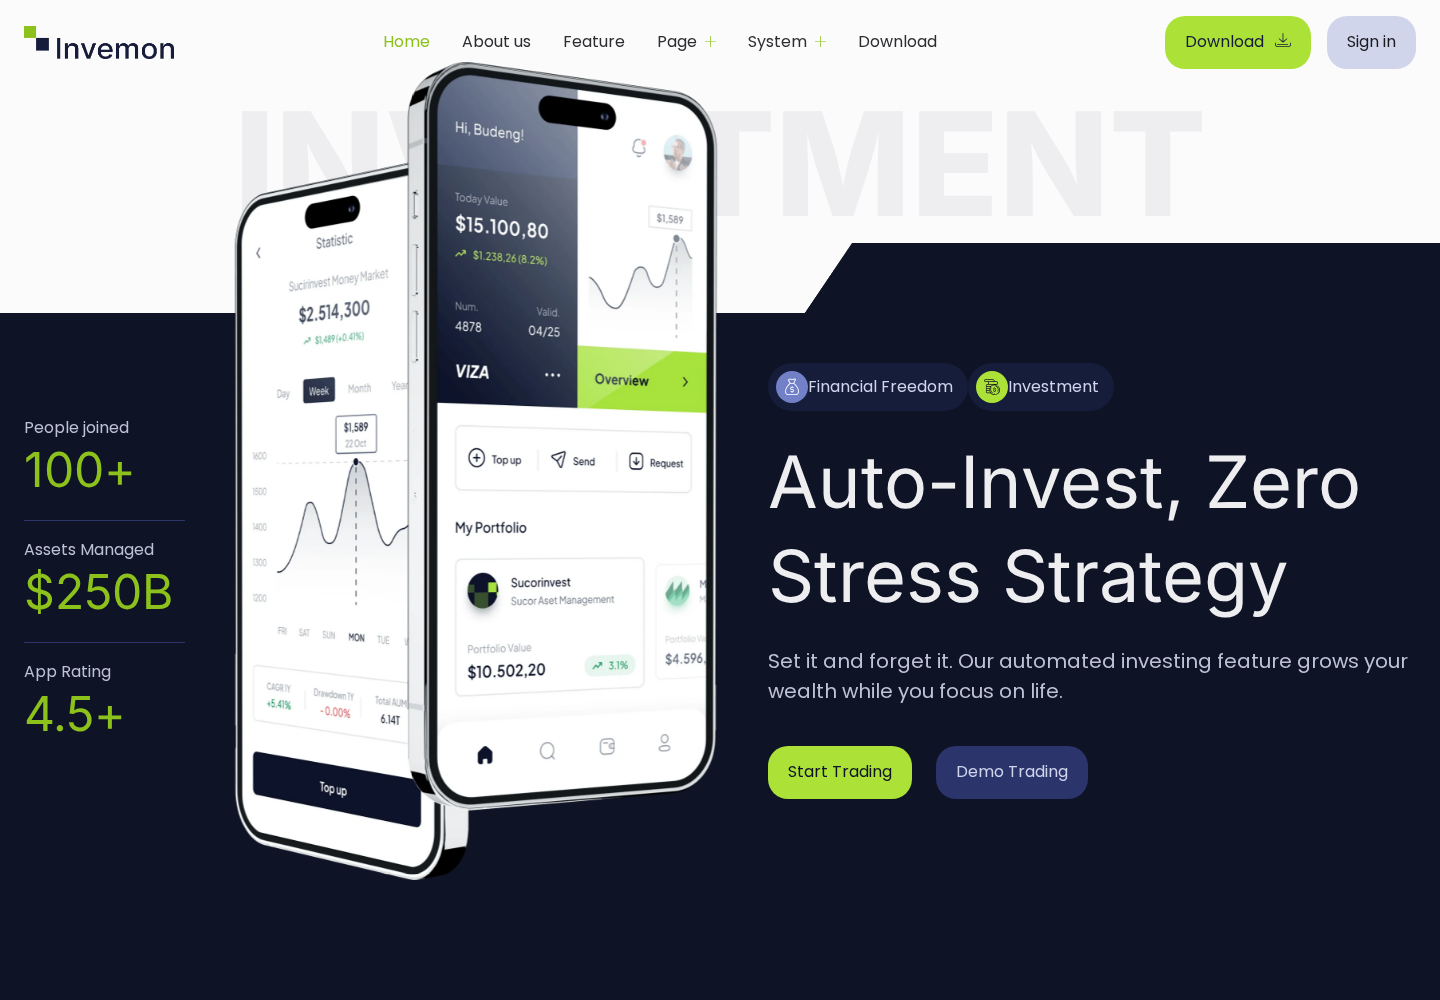 Invemon
Home
About us
Feature
Page
System
Download
Download
Sign in
People joined
100+
Assets Managed
$250B
App Rating
4.5+
Statistic
Sucirinvest Money Market
$2.514,300
$1,489 (+0.41%)
Day Week Month Year
$1,589
22 Oct
1600
1500
1400
1300
1200
FRI SAT SUN MON TUE
CAGR 1Y
+5.41%
Drawdown 1Y
- 0.00%
Total AUM
6.14T
Top up
Hi, Budeng!
Today Value
$15.100,80
$1.238,26 (8.2%)
Num.
4878
Valid.
04/25
VIZA
$1,589
Overview
Top up
Send
Request
My Portfolio
Sucorinvest
Sucor Aset Management
Portfolio Value
$10.502,20
3.1%
Portfolio
$4.596,
Financial Freedom
Investment
Auto-Invest, Zero
Stress Strategy
Set it and forget it. Our automated investing feature grows your
wealth while you focus on life.
Start Trading
Demo Trading